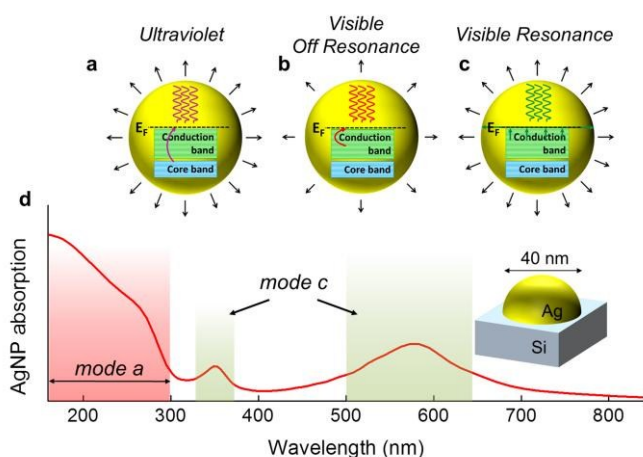 Ultraviolet
Visible
Off Resonance
Visible Resonance
a
b
c
E_F
Conduction
band
Core band
E_F
Conduction
band
Core band
E_F
Conduction
band
Core band
d
mode c
mode a
40 nm
Ag
Si
AgNP absorption
200
300
400
500
600
700
800
Wavelength (nm)